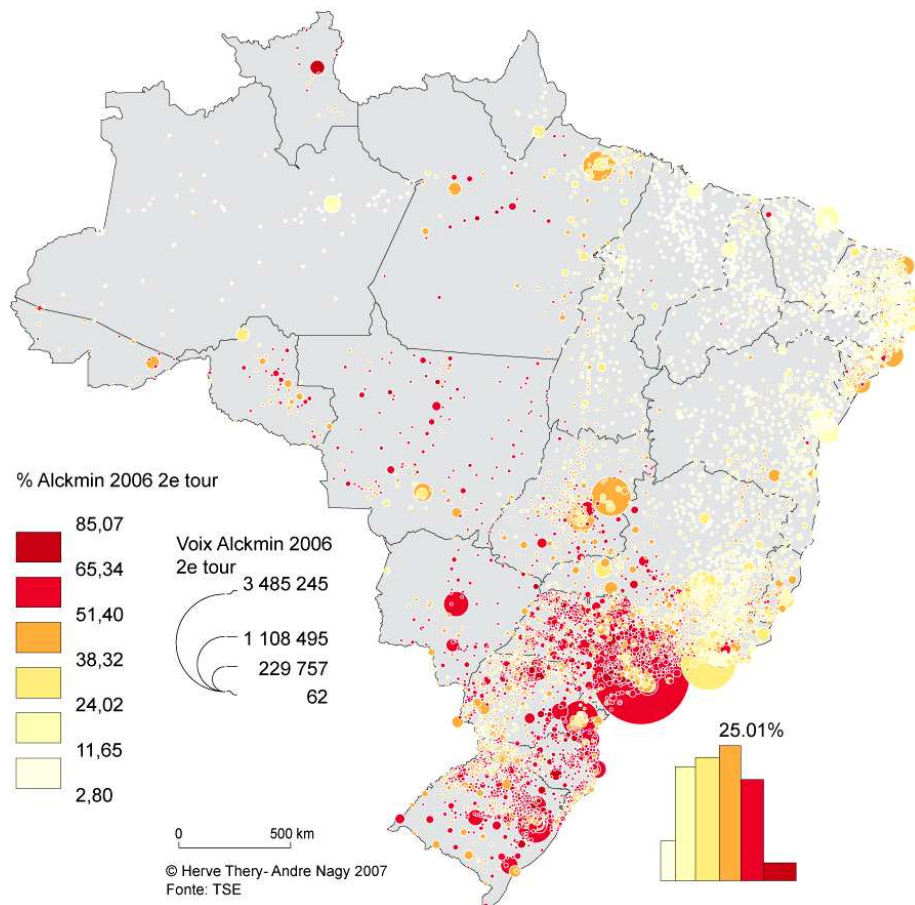 % Alckmin 2006 2e tour
85,07
65,34
51,40
38,32
24,02
11,65
2,80
Voix Alckmin 2006
2e tour
3 485 245
1 108 495
229 757
62
0
500 km
© Herve Thery- Andre Nagy 2007
Fonte: TSE
25.01%